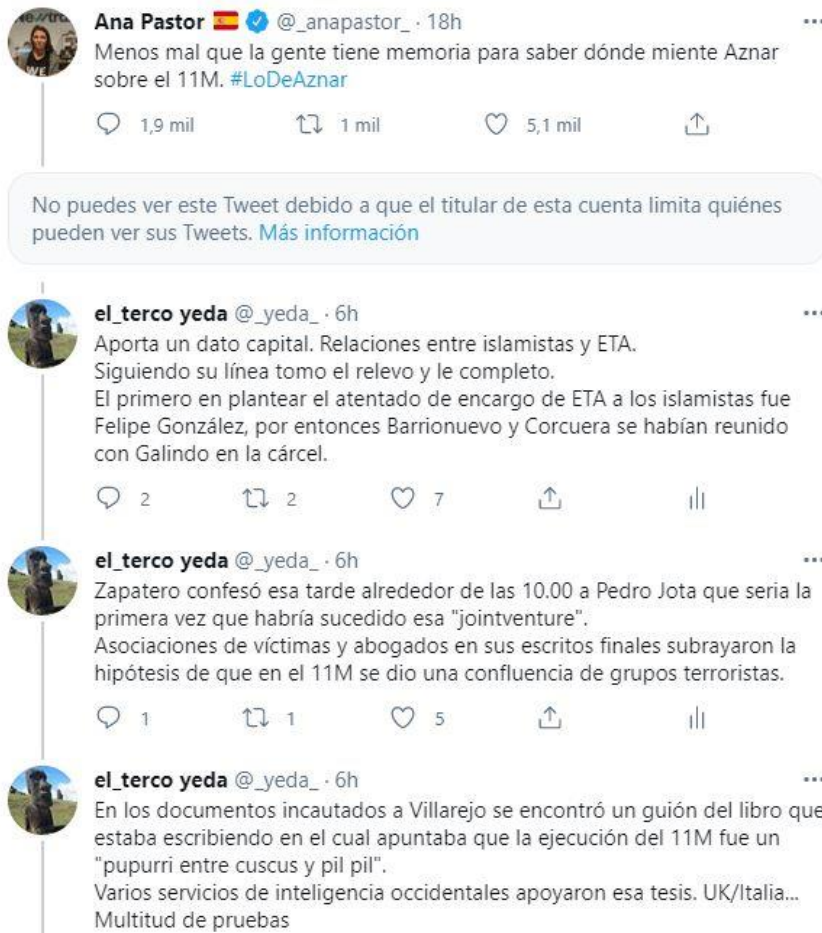 Ana Pastor 🇪🇸 @_anapastor_ · 18h
Menos mal que la gente tiene memoria para saber dónde miente Aznar
sobre el 11M. #LoDeAznar
1,9 mil 1 mil 5,1 mil
No puedes ver este Tweet debido a que el titular de esta cuenta limita quiénes
pueden ver sus Tweets. Más información
el_terco yeda @_yeda_ · 6h
Aporta un dato capital. Relaciones entre islamistas y ETA.
Siguiendo su línea tomo el relevo y le completo.
El primero en plantear el atentado de encargo de ETA a los islamistas fue
Felipe González, por entonces Barrionuevo y Corcuera se habían reunido
con Galindo en la cárcel.
2 2 7
el_terco yeda @_yeda_ · 6h
Zapatero confesó esa tarde alrededor de las 10.00 a Pedro Jota que seria la
primera vez que habría sucedido esa "jointventure".
Asociaciones de víctimas y abogados en sus escritos finales subrayaron la
hipótesis de que en el 11M se dio una confluencia de grupos terroristas.
1 1 5
el_terco yeda @_yeda_ · 6h
En los documentos incautados a Villarejo se encontró un guión del libro que
estaba escribiendo en el cual apuntaba que la ejecución del 11M fue un
"pupurri entre cuscus y pil pil".
Varios servicios de inteligencia occidentales apoyaron esa tesis. UK/Italia...
Multitud de pruebas